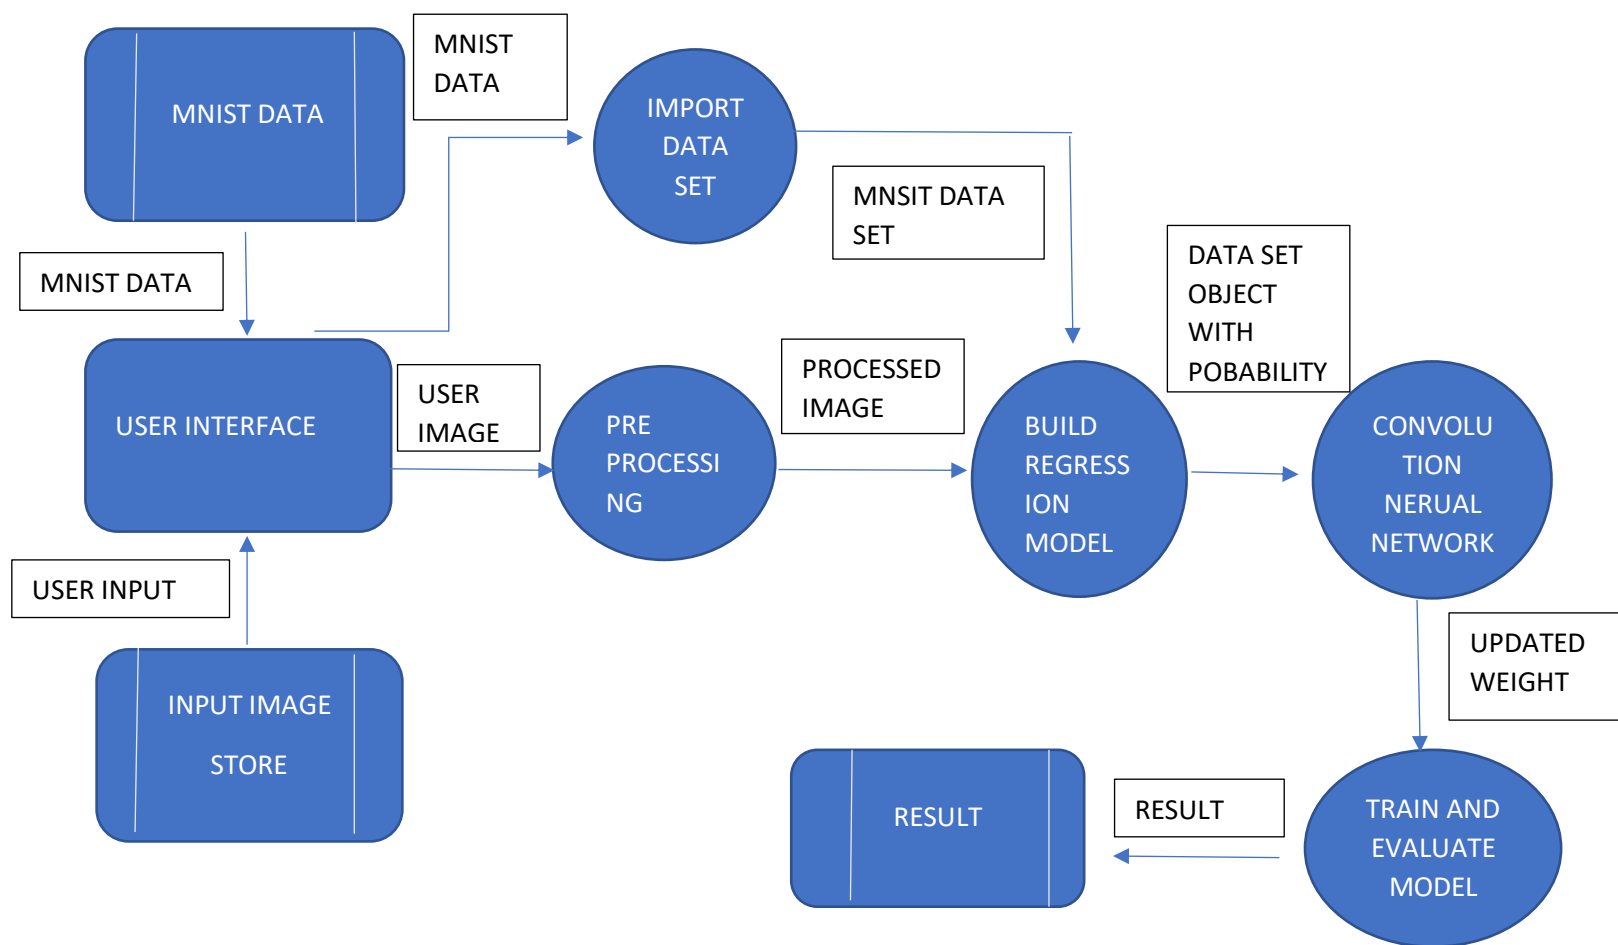 MNIST DATA
MNIST
DATA
IMPORT
DATA
SET
MNSIT DATA
SET
DATA SET
OBJECT
WITH
POBABILITY
MNIST DATA
USER INTERFACE
USER
IMAGE
PRE
PROCESSI
NG
PROCESSED
IMAGE
BUILD
REGRESS
ION
MODEL
CONVOLU
TION
NERUAL
NETWORK
USER INPUT
INPUT IMAGE
STORE
UPDATED
WEIGHT
RESULT
RESULT
TRAIN AND
EVALUATE
MODEL